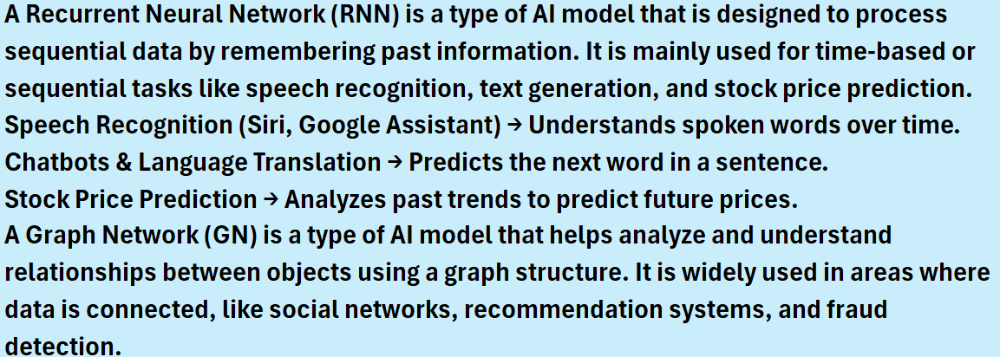 A Recurrent Neural Network (RNN) is a type of AI model that is designed to process
sequential data by remembering past information. It is mainly used for time-based or
sequential tasks like speech recognition, text generation, and stock price prediction.
Speech Recognition (Siri, Google Assistant) → Understands spoken words over time.
Chatbots & Language Translation → Predicts the next word in a sentence.
Stock Price Prediction → Analyzes past trends to predict future prices.
A Graph Network (GN) is a type of AI model that helps analyze and understand
relationships between objects using a graph structure. It is widely used in areas where
data is connected, like social networks, recommendation systems, and fraud
detection.